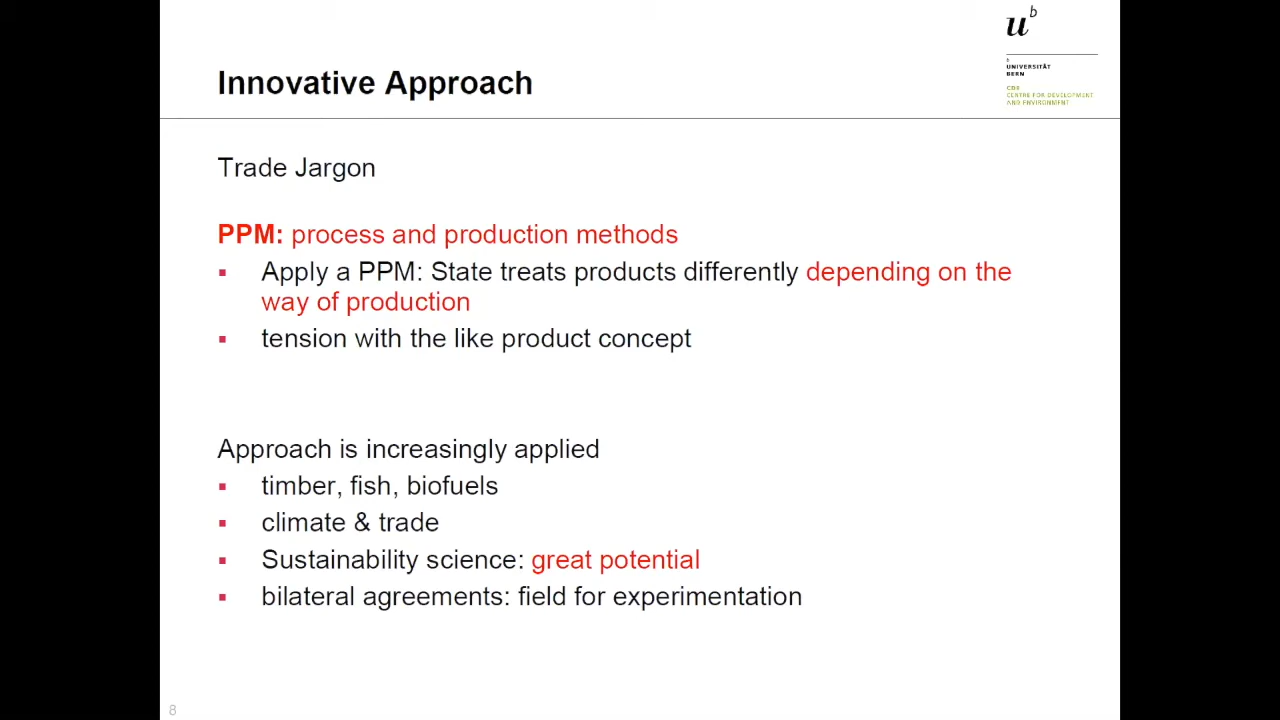 u b
Innovative Approach
b
UNIVERSITÄT
BERN
CDE
CENTRE FOR DEVELOPMENT
AND ENVIRONMENT
Trade Jargon
PPM: process and production methods
▪ Apply a PPM: State treats products differently depending on the
way of production
▪ tension with the like product concept
Approach is increasingly applied
▪ timber, fish, biofuels
▪ climate & trade
▪ Sustainability science: great potential
▪ bilateral agreements: field for experimentation
8